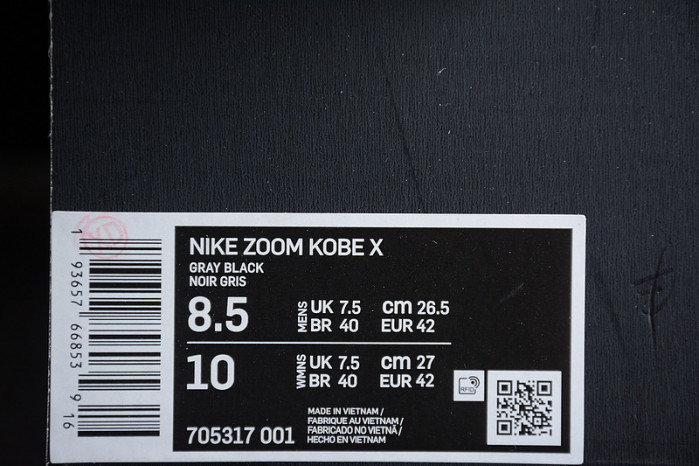 NIKE ZOOM KOBE X
GRAY BLACK
NOIR GRIS
8.5 MENS UK 7.5 cm 26.5
BR 40 EUR 42
10 WMNS UK 7.5 cm 27
BR 40 EUR 42
RFID
705317 001
MADE IN VIETNAM /
FABRIQUE AU VIETNAM /
FABRICADO NO VIETNÃ /
HECHO EN VIETNAM
1 93657 66853 9 16
YD